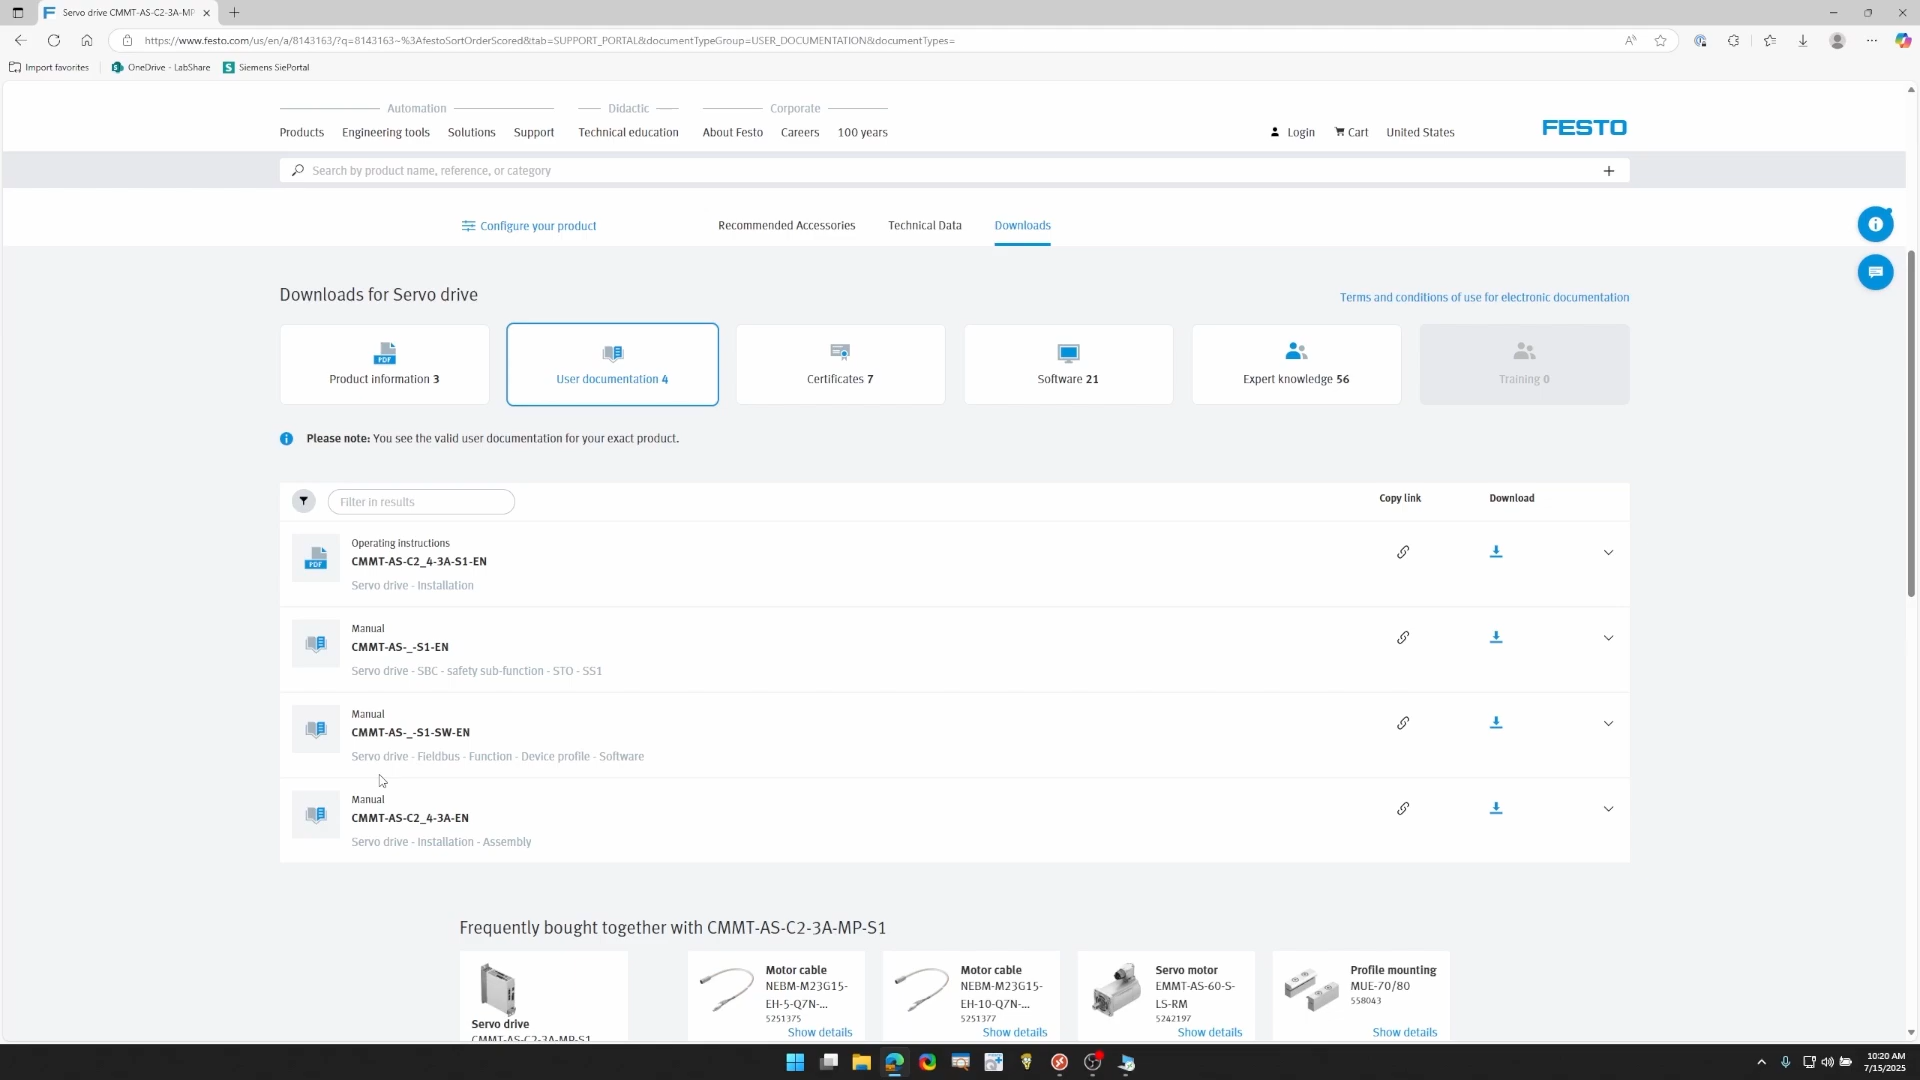 Servo drive CMMT-AS-C2-3A-MP
https://www.festo.com/us/en/a/8143163/?q=8143163~%3AfestoSortOrderScored&tab=SUPPORT_PORTAL&documentTypeGroup=USER_DOCUMENTATION&documentTypes=
Import favorites
OneDrive - LabShare
Siemens SiePortal
Automation
Didactic
Corporate
Products
Engineering tools
Solutions
Support
Technical education
About Festo
Careers
100 years
Login
Cart
United States
FESTO
Search by product name, reference, or category
Configure your product
Recommended Accessories
Technical Data
Downloads
Downloads for Servo drive
Terms and conditions of use for electronic documentation
PDF
Product information 3
User documentation 4
Certificates 7
Software 21
Expert knowledge 56
Training 0
Please note: You see the valid user documentation for your exact product.
Filter in results
Copy link
Download
PDF
Operating instructions
CMMT-AS-C2_4-3A-S1-EN
Servo drive - Installation
Manual
CMMT-AS-_-S1-EN
Servo drive - SBC - safety sub-function - STO - SS1
Manual
CMMT-AS-_-S1-SW-EN
Servo drive - Fieldbus - Function - Device profile - Software
Manual
CMMT-AS-C2_4-3A-EN
Servo drive - Installation - Assembly
Frequently bought together with CMMT-AS-C2-3A-MP-S1
Servo drive
CMMT-AS-C2-3A-MP-S1
Motor cable
NEBM-M23G15-
EH-5-Q7N-...
5251375
Show details
Motor cable
NEBM-M23G15-
EH-10-Q7N-...
5251377
Show details
Servo motor
EMMT-AS-60-S-
LS-RM
5242197
Show details
Profile mounting
MUE-70/80
558043
Show details
10:20 AM
7/15/2025